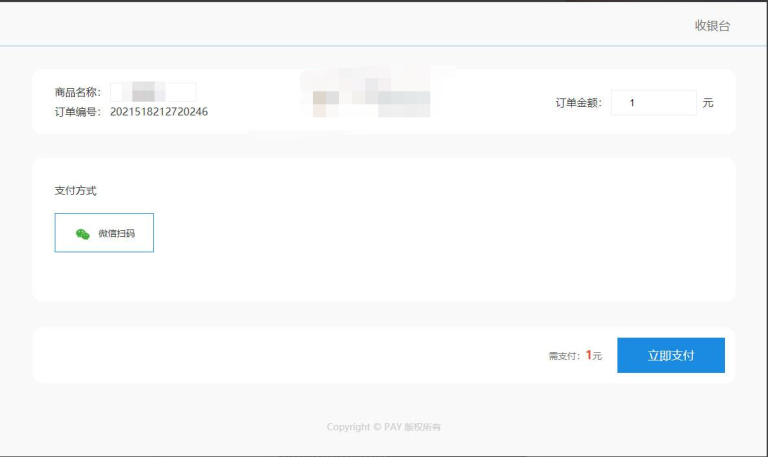 收银台
商品名称:
订单编号: 2021518212720246
订单金额: 1 元
支付方式
微信扫码
需支付: 1元
立即支付
Copyright © PAY 版权所有